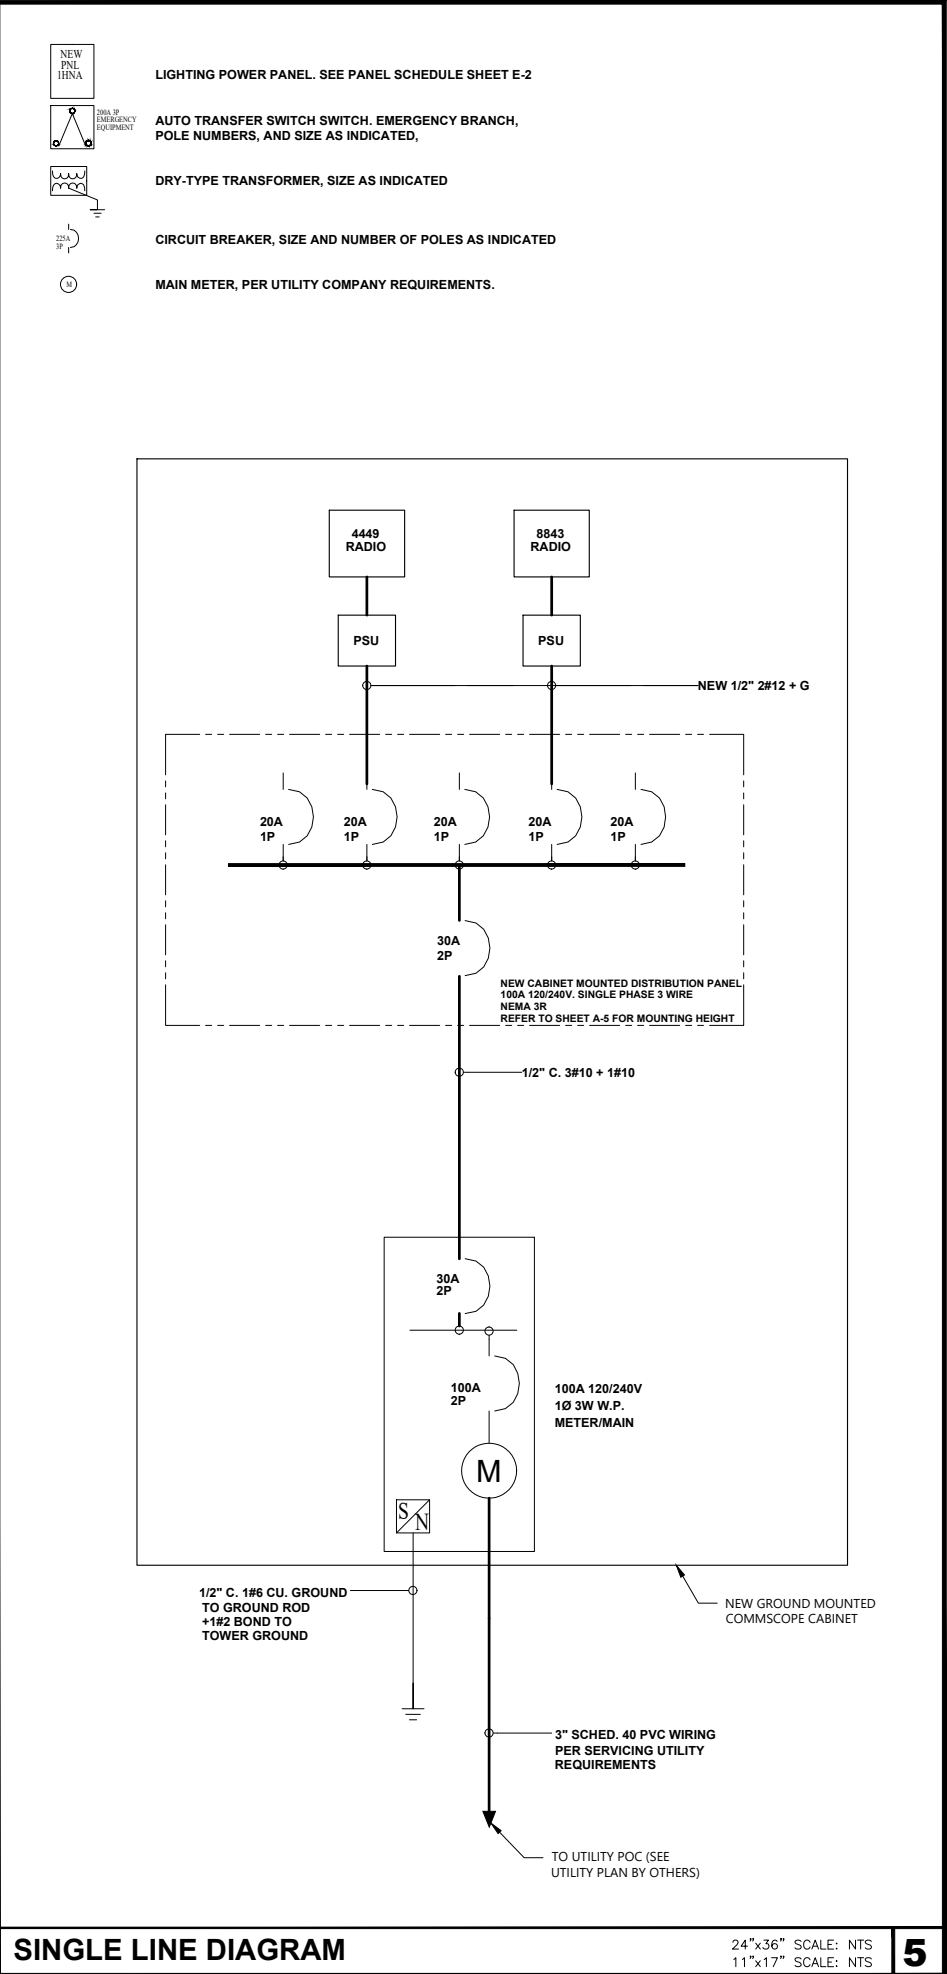 NEW
PNL
1HNA
LIGHTING POWER PANEL. SEE PANEL SCHEDULE SHEET E-2
200A 3P
EMERGENCY
EQUIPMENT
AUTO TRANSFER SWITCH SWITCH. EMERGENCY BRANCH,
POLE NUMBERS, AND SIZE AS INDICATED,
DRY-TYPE TRANSFORMER, SIZE AS INDICATED
225A
3P
CIRCUIT BREAKER, SIZE AND NUMBER OF POLES AS INDICATED
M
MAIN METER, PER UTILITY COMPANY REQUIREMENTS.
4449
RADIO
8843
RADIO
PSU
PSU
NEW 1/2" 2#12 + G
20A
1P
20A
1P
20A
1P
20A
1P
20A
1P
30A
2P
NEW CABINET MOUNTED DISTRIBUTION PANEL
100A 120/240V. SINGLE PHASE 3 WIRE
NEMA 3R
REFER TO SHEET A-5 FOR MOUNTING HEIGHT
1/2" C. 3#10 + 1#10
30A
2P
100A
2P
100A 120/240V
1Ø 3W W.P.
METER/MAIN
M
S/N
1/2" C. 1#6 CU. GROUND
TO GROUND ROD
+1#2 BOND TO
TOWER GROUND
NEW GROUND MOUNTED
COMMSCOPE CABINET
3" SCHED. 40 PVC WIRING
PER SERVICING UTILITY
REQUIREMENTS
TO UTILITY POC (SEE
UTILITY PLAN BY OTHERS)
SINGLE LINE DIAGRAM
24"x36" SCALE: NTS
11"x17" SCALE: NTS
5